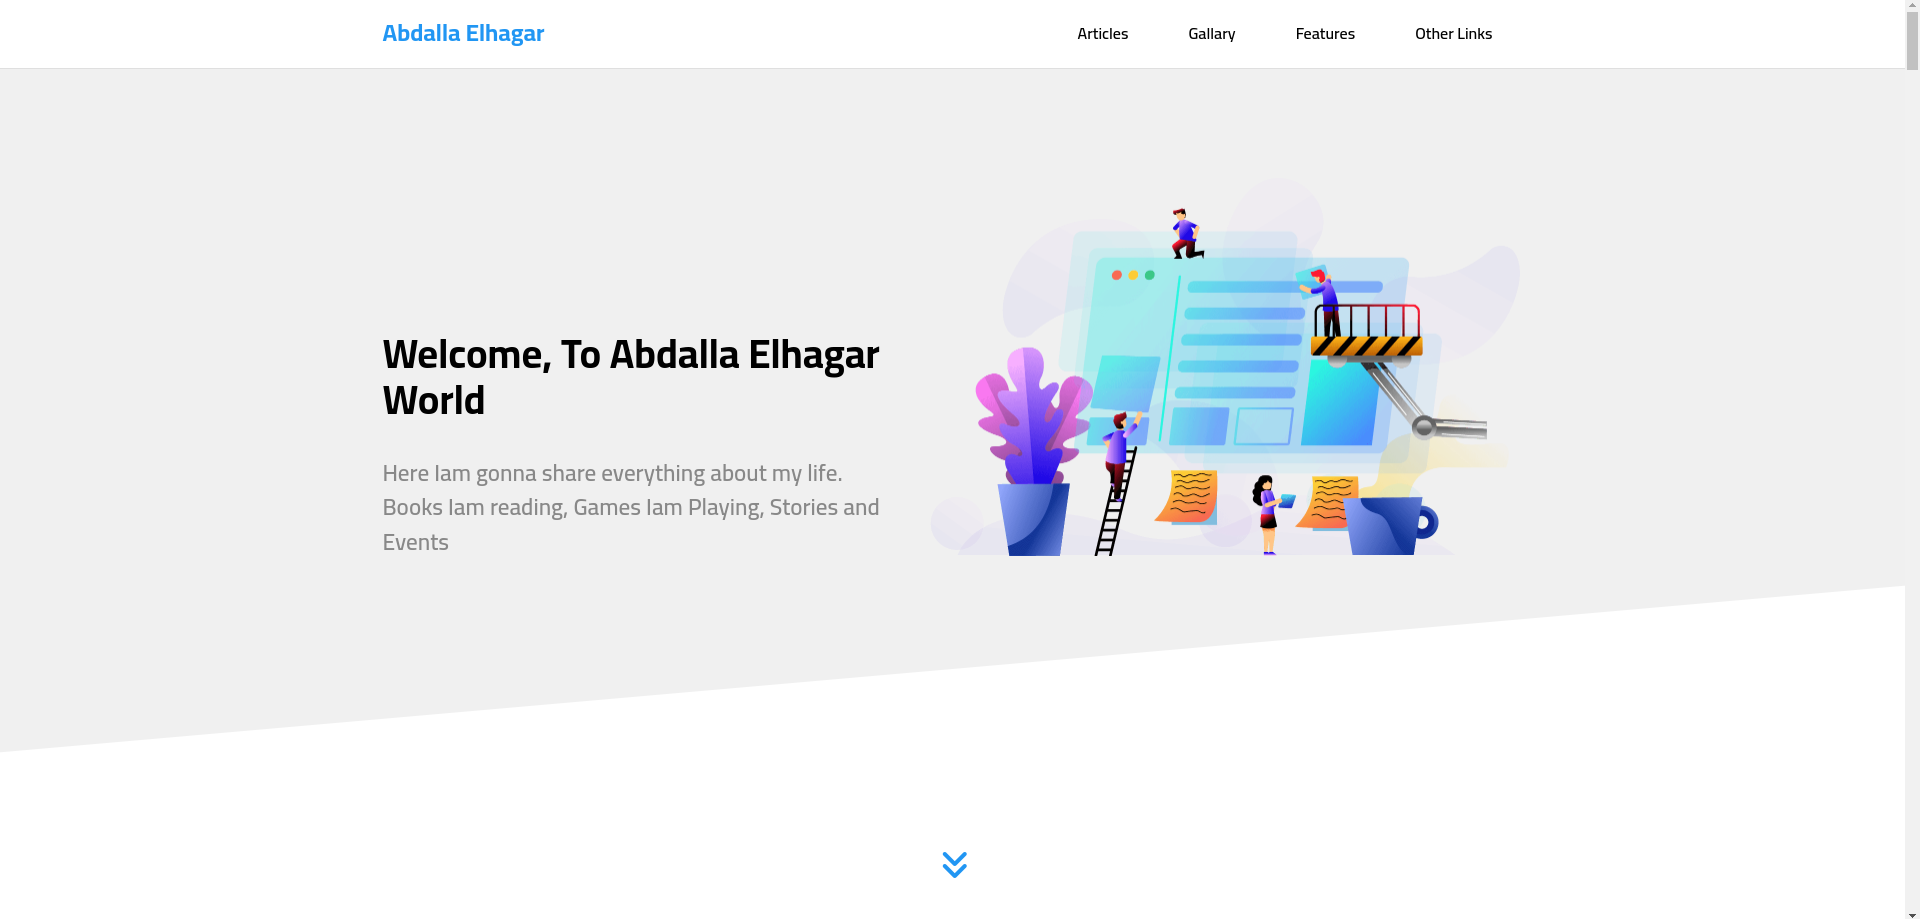 Abdalla Elhagar
Articles
Gallary
Features
Other Links
Welcome, To Abdalla Elhagar
World
Here Iam gonna share everything about my life.
Books Iam reading, Games Iam Playing, Stories and
Events